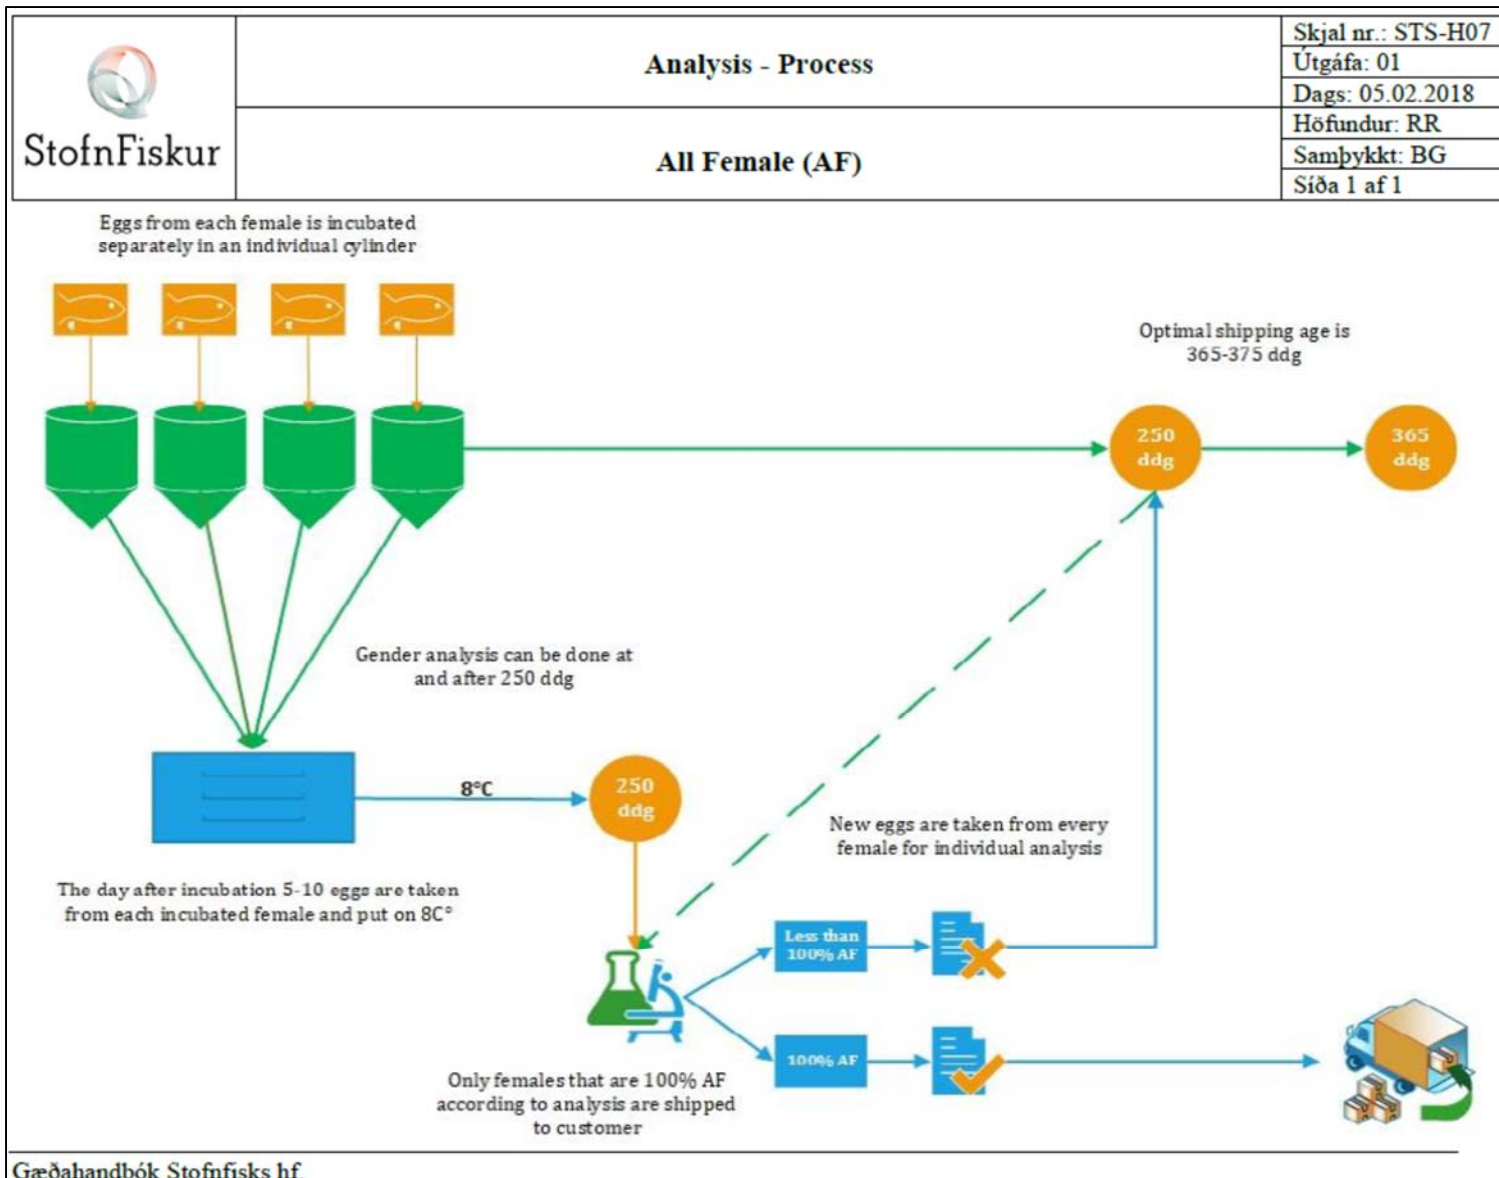 StofnFiskur
Analysis - Process
All Female (AF)
Skjal nr.: STS-H07
Útgáfa: 01
Dags: 05.02.2018
Höfundur: RR
Samþykkt: BG
Síða 1 af 1
Eggs from each female is incubated
separately in an individual cylinder
Optimal shipping age is
365-375 ddg
250
ddg
365
ddg
Gender analysis can be done at
and after 250 ddg
8°C
250
ddg
New eggs are taken from every
female for individual analysis
The day after incubation 5-10 eggs are taken
from each incubated female and put on 8C°
Less than
100% AF
100% AF
Only females that are 100% AF
according to analysis are shipped
to customer
Gæðahandbók Stofnfisks hf.